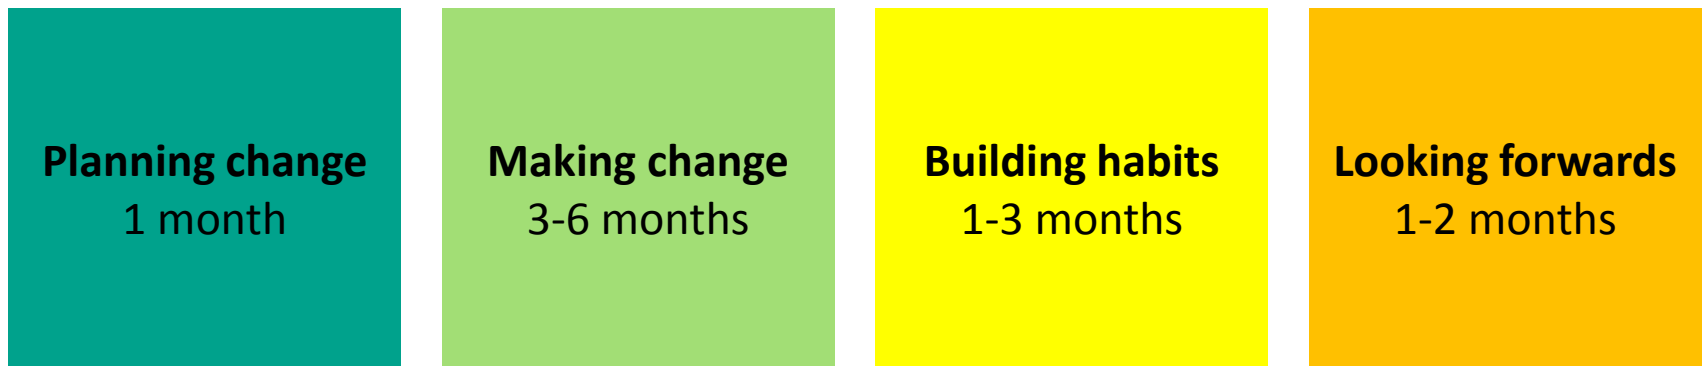 Planning change
1 month
Making change
3-6 months
Building habits
1-3 months
Looking forwards
1-2 months